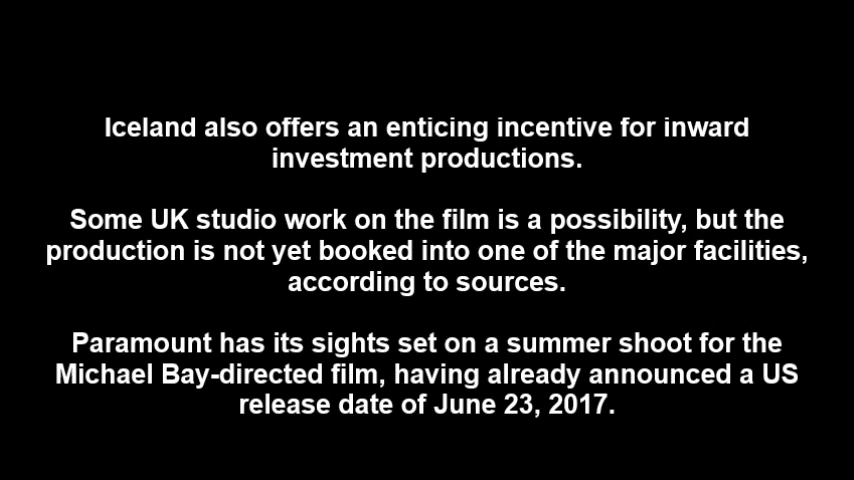 Iceland also offers an enticing incentive for inward
investment productions.
Some UK studio work on the film is a possibility, but the
production is not yet booked into one of the major facilities,
according to sources.
Paramount has its sights set on a summer shoot for the
Michael Bay-directed film, having already announced a US
release date of June 23, 2017.